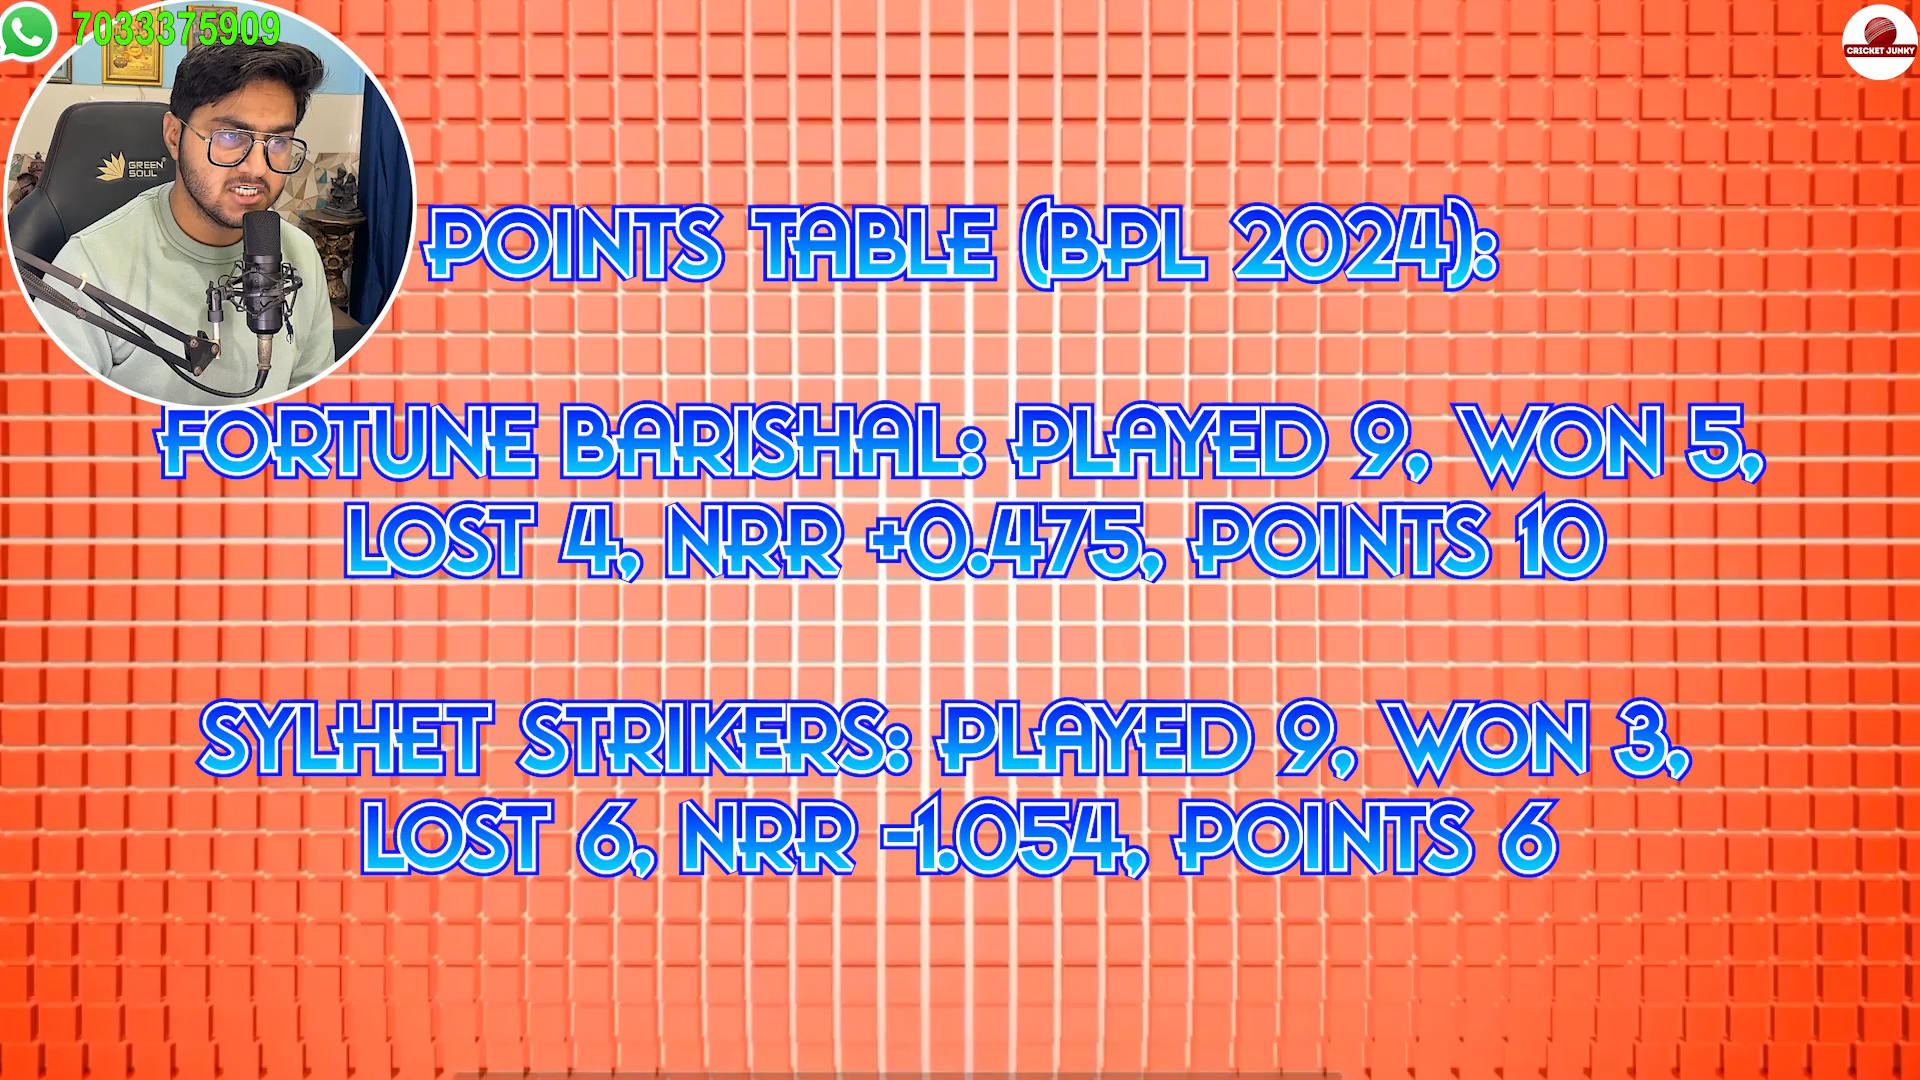 7033375909
CRICKET JUNKY
GREEN
SOUL
POINTS TABLE (BPL 2024):
FORTUNE BARISHAL: PLAYED 9, WON 5,
LOST 4, NRR +0.475, POINTS 10
SYLHET STRIKERS: PLAYED 9, WON 3,
LOST 6, NRR -1.054, POINTS 6